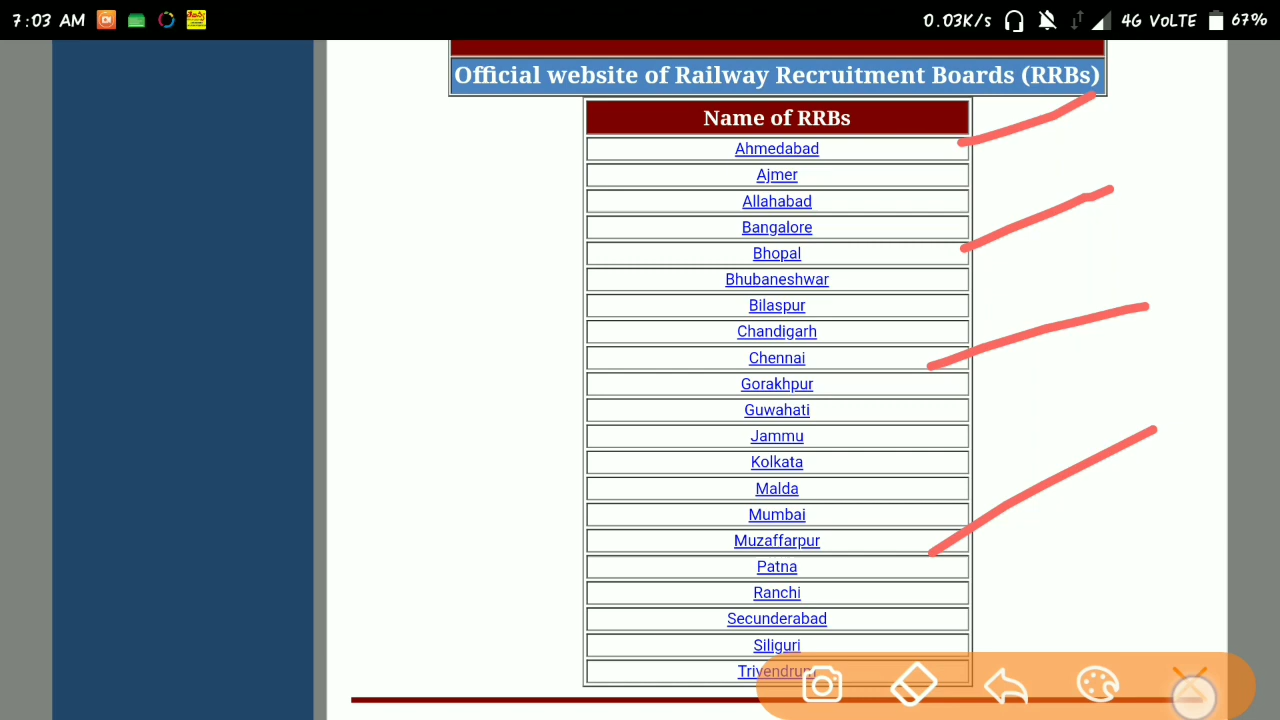 7:03 AM 0.03K/s 4G VoLTE 67%
Official website of Railway Recruitment Boards (RRBs)
Name of RRBs
Ahmedabad
Ajmer
Allahabad
Bangalore
Bhopal
Bhubaneshwar
Bilaspur
Chandigarh
Chennai
Gorakhpur
Guwahati
Jammu
Kolkata
Malda
Mumbai
Muzaffarpur
Patna
Ranchi
Secunderabad
Siliguri
Trivendrum